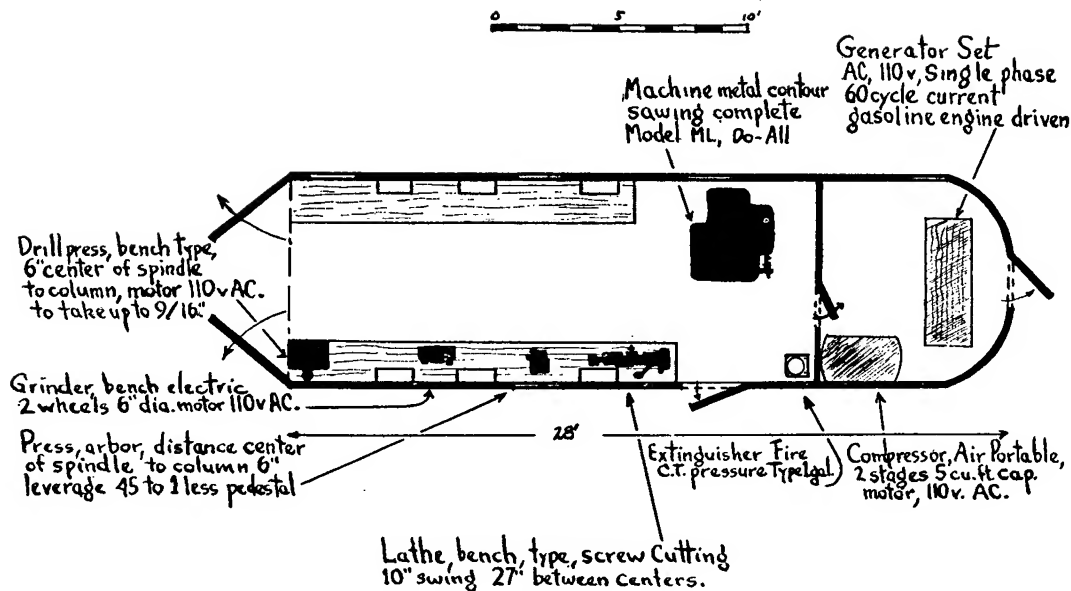 0 5 10'
Generator Set
AC, 110v, Single phase
60 cycle current
gasoline engine driven
Machine metal contour
sawing complete
Model ML, Do-All
Drill press, bench type,
6" center of spindle
to column, motor 110v AC.
to take up to 9/16"
Grinder, bench electric
2 wheels 6" dia. motor 110v AC.
Press, arbor, distance center
of spindle to column 6"
leverage 45 to 1 less pedestal
28'
Extinguisher Fire
C.T. pressure Type 1 gal.
Compressor, Air Portable,
2 stages 5 cu. ft cap.
motor, 110v. AC.
Lathe, bench, type, screw Cutting
10" swing 27" between centers.